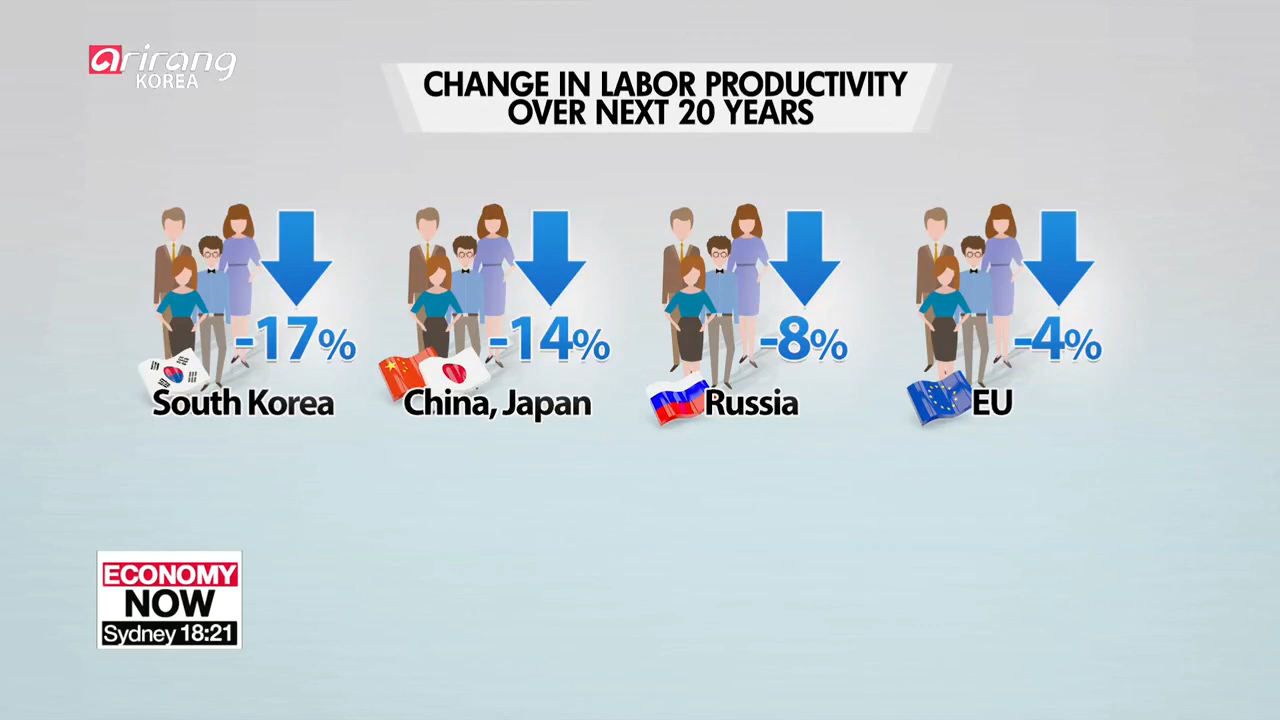 arirang
KOREA
CHANGE IN LABOR PRODUCTIVITY
OVER NEXT 20 YEARS
-17%
-14%
-8%
-4%
South Korea
China, Japan
Russia
EU
ECONOMY
NOW
Sydney 18:21